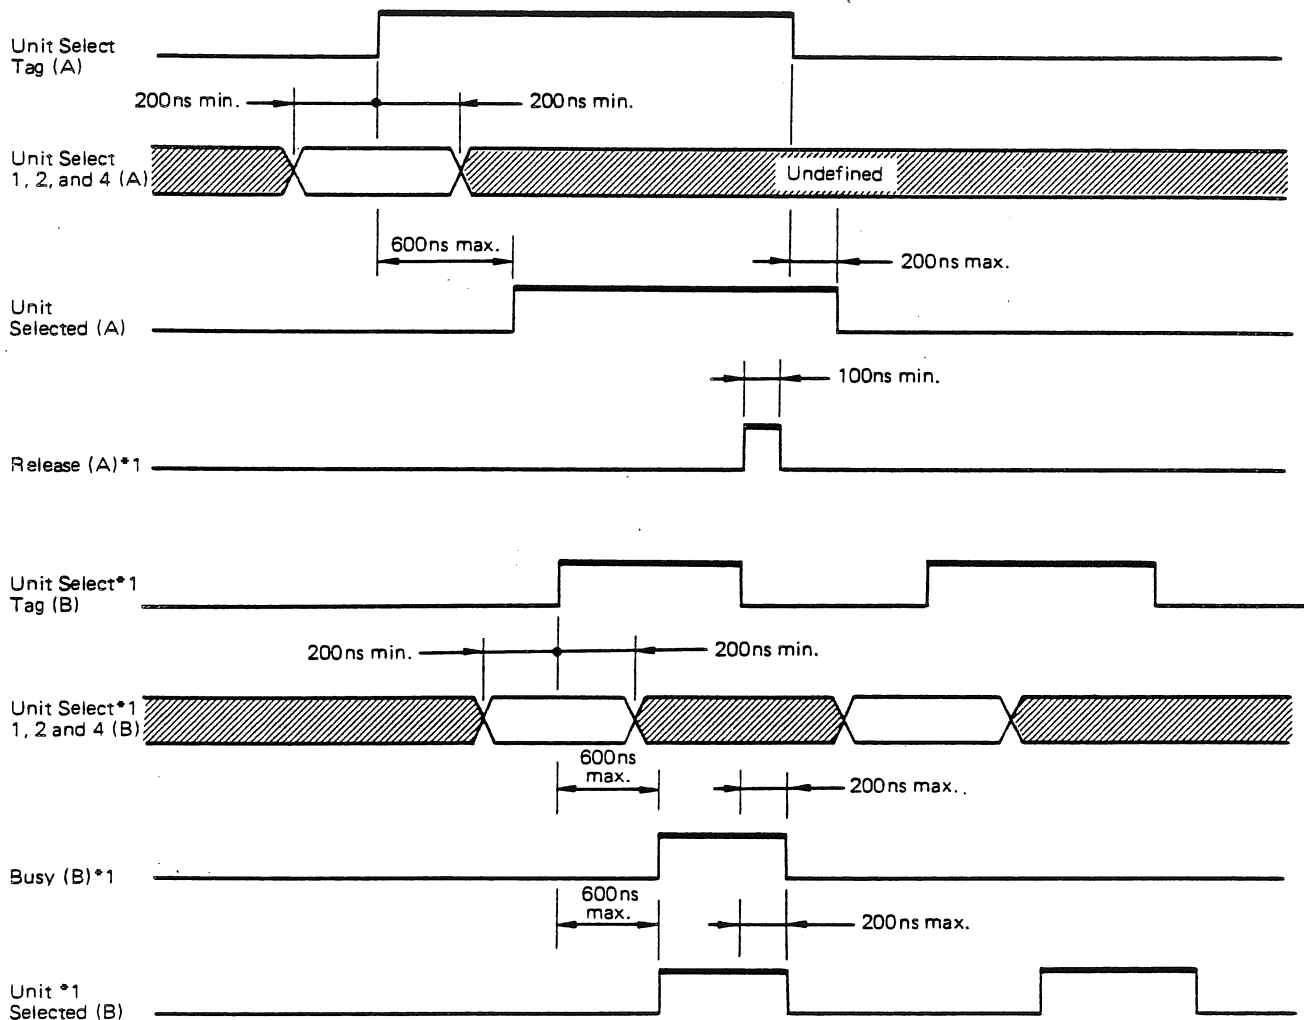 Unit Select
Tag (A)
200ns min.
200ns min.
Unit Select
1, 2, and 4 (A)
Undefined
600ns max.
200ns max.
Unit
Selected (A)
100ns min.
Release (A)*1
Unit Select*1
Tag (B)
200ns min.
200ns min.
Unit Select*1
1, 2 and 4 (B)
600ns
max.
200ns max.
Busy (B)*1
600ns
max.
200ns max.
Unit *1
Selected (B)